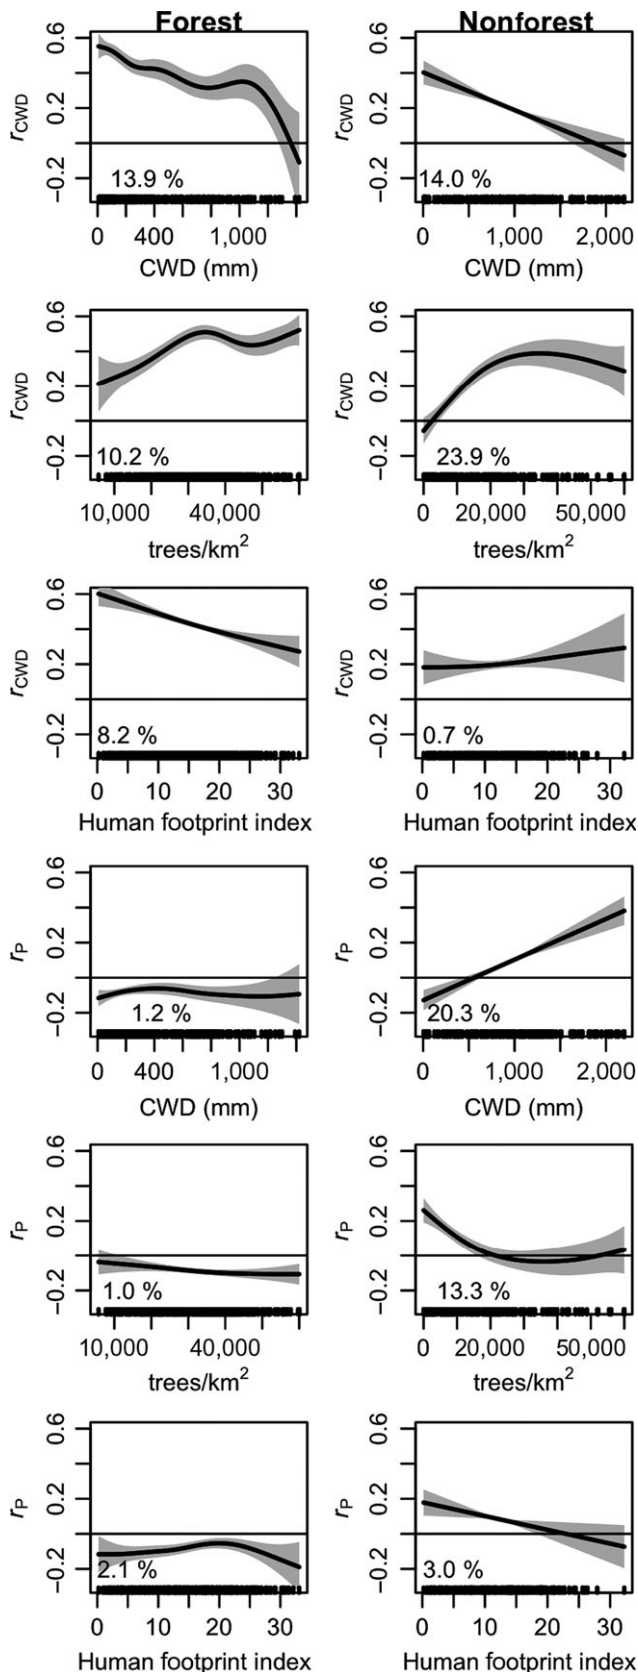 Forest Nonforest
0.6 0.6
0.2 0.2
−0.2 −0.2
rCWD rCWD
13.9 % 14.0 %
0 400 1,000 0 1,000 2,000
CWD (mm) CWD (mm)
0.6 0.6
0.2 0.2
−0.2 −0.2
rCWD rCWD
10.2 % 23.9 %
10,000 40,000 0 20,000 50,000
trees/km² trees/km²
0.6 0.6
0.2 0.2
−0.2 −0.2
rCWD rCWD
8.2 % 0.7 %
0 10 20 30 0 10 20 30
Human footprint index Human footprint index
0.6 0.6
0.2 0.2
−0.2 −0.2
rP rP
1.2 % 20.3 %
0 400 1,000 0 1,000 2,000
CWD (mm) CWD (mm)
0.6 0.6
0.2 0.2
−0.2 −0.2
rP rP
1.0 % 13.3 %
10,000 40,000 0 20,000 50,000
trees/km² trees/km²
0.6 0.6
0.2 0.2
−0.2 −0.2
rP rP
2.1 % 3.0 %
0 10 20 30 0 10 20 30
Human footprint index Human footprint index